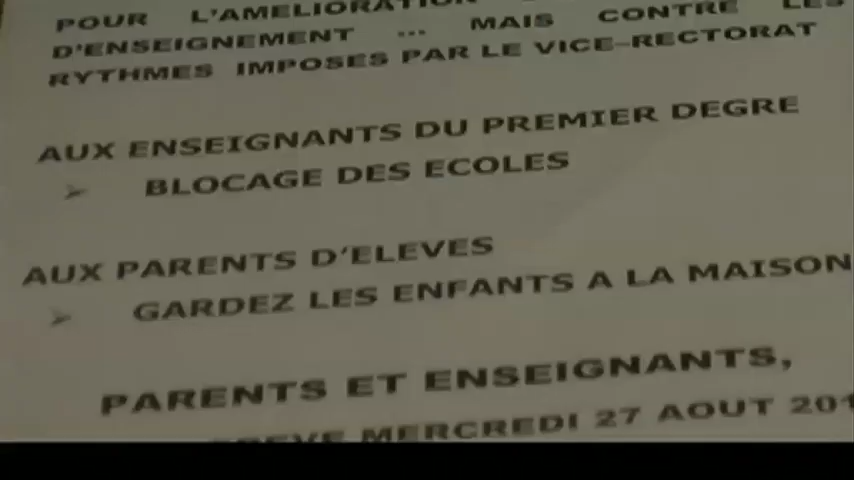 POUR L'AMELIORATION
D'ENSEIGNEMENT ... MAIS CONTRE LES
RYTHMES IMPOSES PAR LE VICE-RECTORAT
AUX ENSEIGNANTS DU PREMIER DEGRE
➢ BLOCAGE DES ECOLES
AUX PARENTS D'ELEVES
➢ GARDEZ LES ENFANTS A LA MAISON
PARENTS ET ENSEIGNANTS,
MERCREDI 27 AOUT